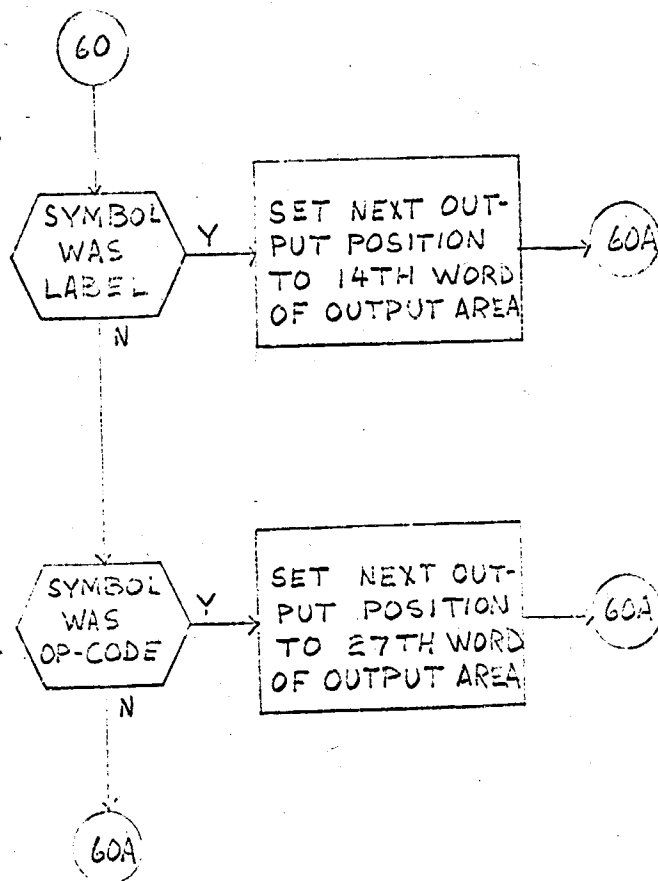 60
SYMBOL
WAS
LABEL
Y
N
SET NEXT OUT-
PUT POSITION
TO 14TH WORD
OF OUTPUT AREA
60A
SYMBOL
WAS
OP-CODE
Y
N
SET NEXT OUT-
PUT POSITION
TO 27TH WORD
OF OUTPUT AREA
60A
60A